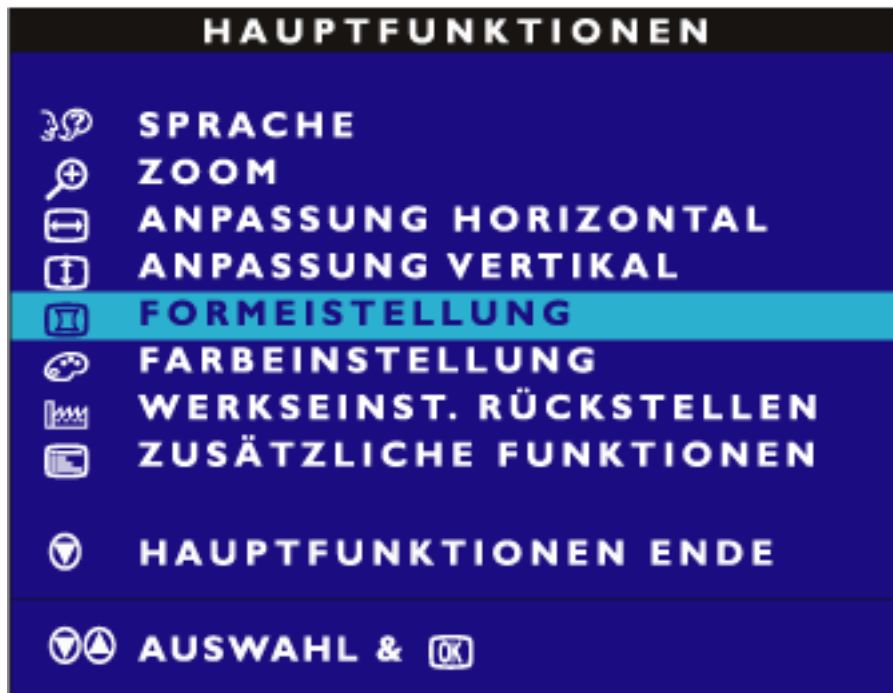 HAUPTFUNKTIONEN
SPRACHE
ZOOM
ANPASSUNG HORIZONTAL
ANPASSUNG VERTIKAL
FORMEISTELLUNG
FARBEINSTELLUNG
WERKSEINST. RÜCKSTELLEN
ZUSÄTZLICHE FUNKTIONEN
HAUPTFUNKTIONEN ENDE
AUSWAHL & OK